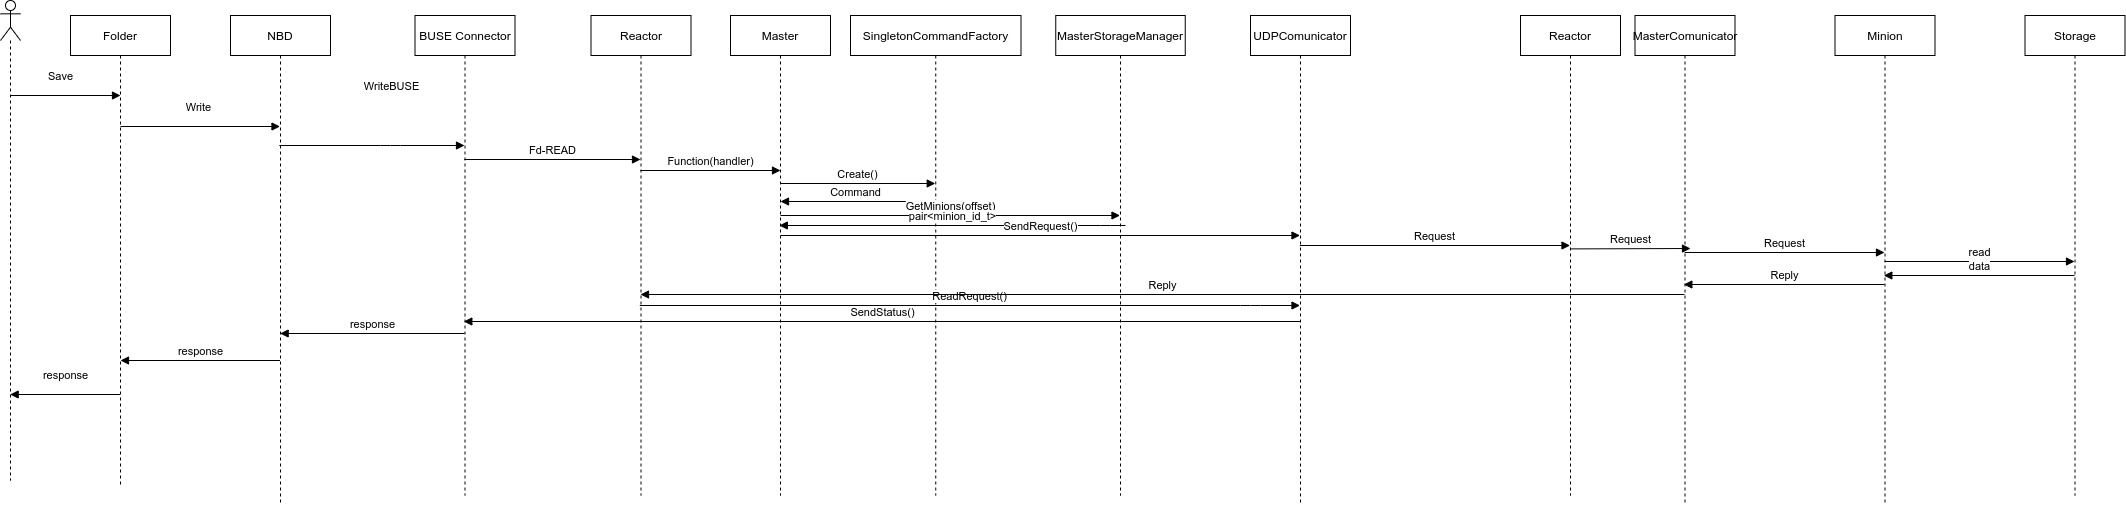 Folder
NBD
BUSE Connector
Reactor
Master
SingletonCommandFactory
MasterStorageManager
UDPComunicator
Reactor
MasterComunicator
Minion
Storage
Save
WriteBUSE
Write
Fd-READ
Function(handler)
Create()
Command
GetMinions(offset)
pair<minion_id_t>
SendRequest()
Request
Request
Request
read
data
Reply
Reply
ReadRequest()
SendStatus()
response
response
response